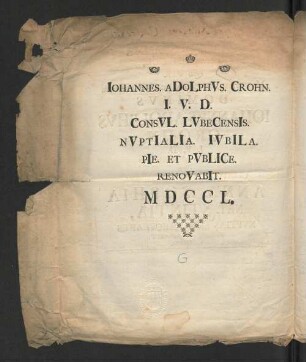 IOHANNES. ADOLPHVS. CROHN.
I. V. D.
CONSVL LVBECENSIS.
NVPTIALIA. IVBILA.
PIE. ET PVBLICE.
RENOVABIT.
MDCCL.
G